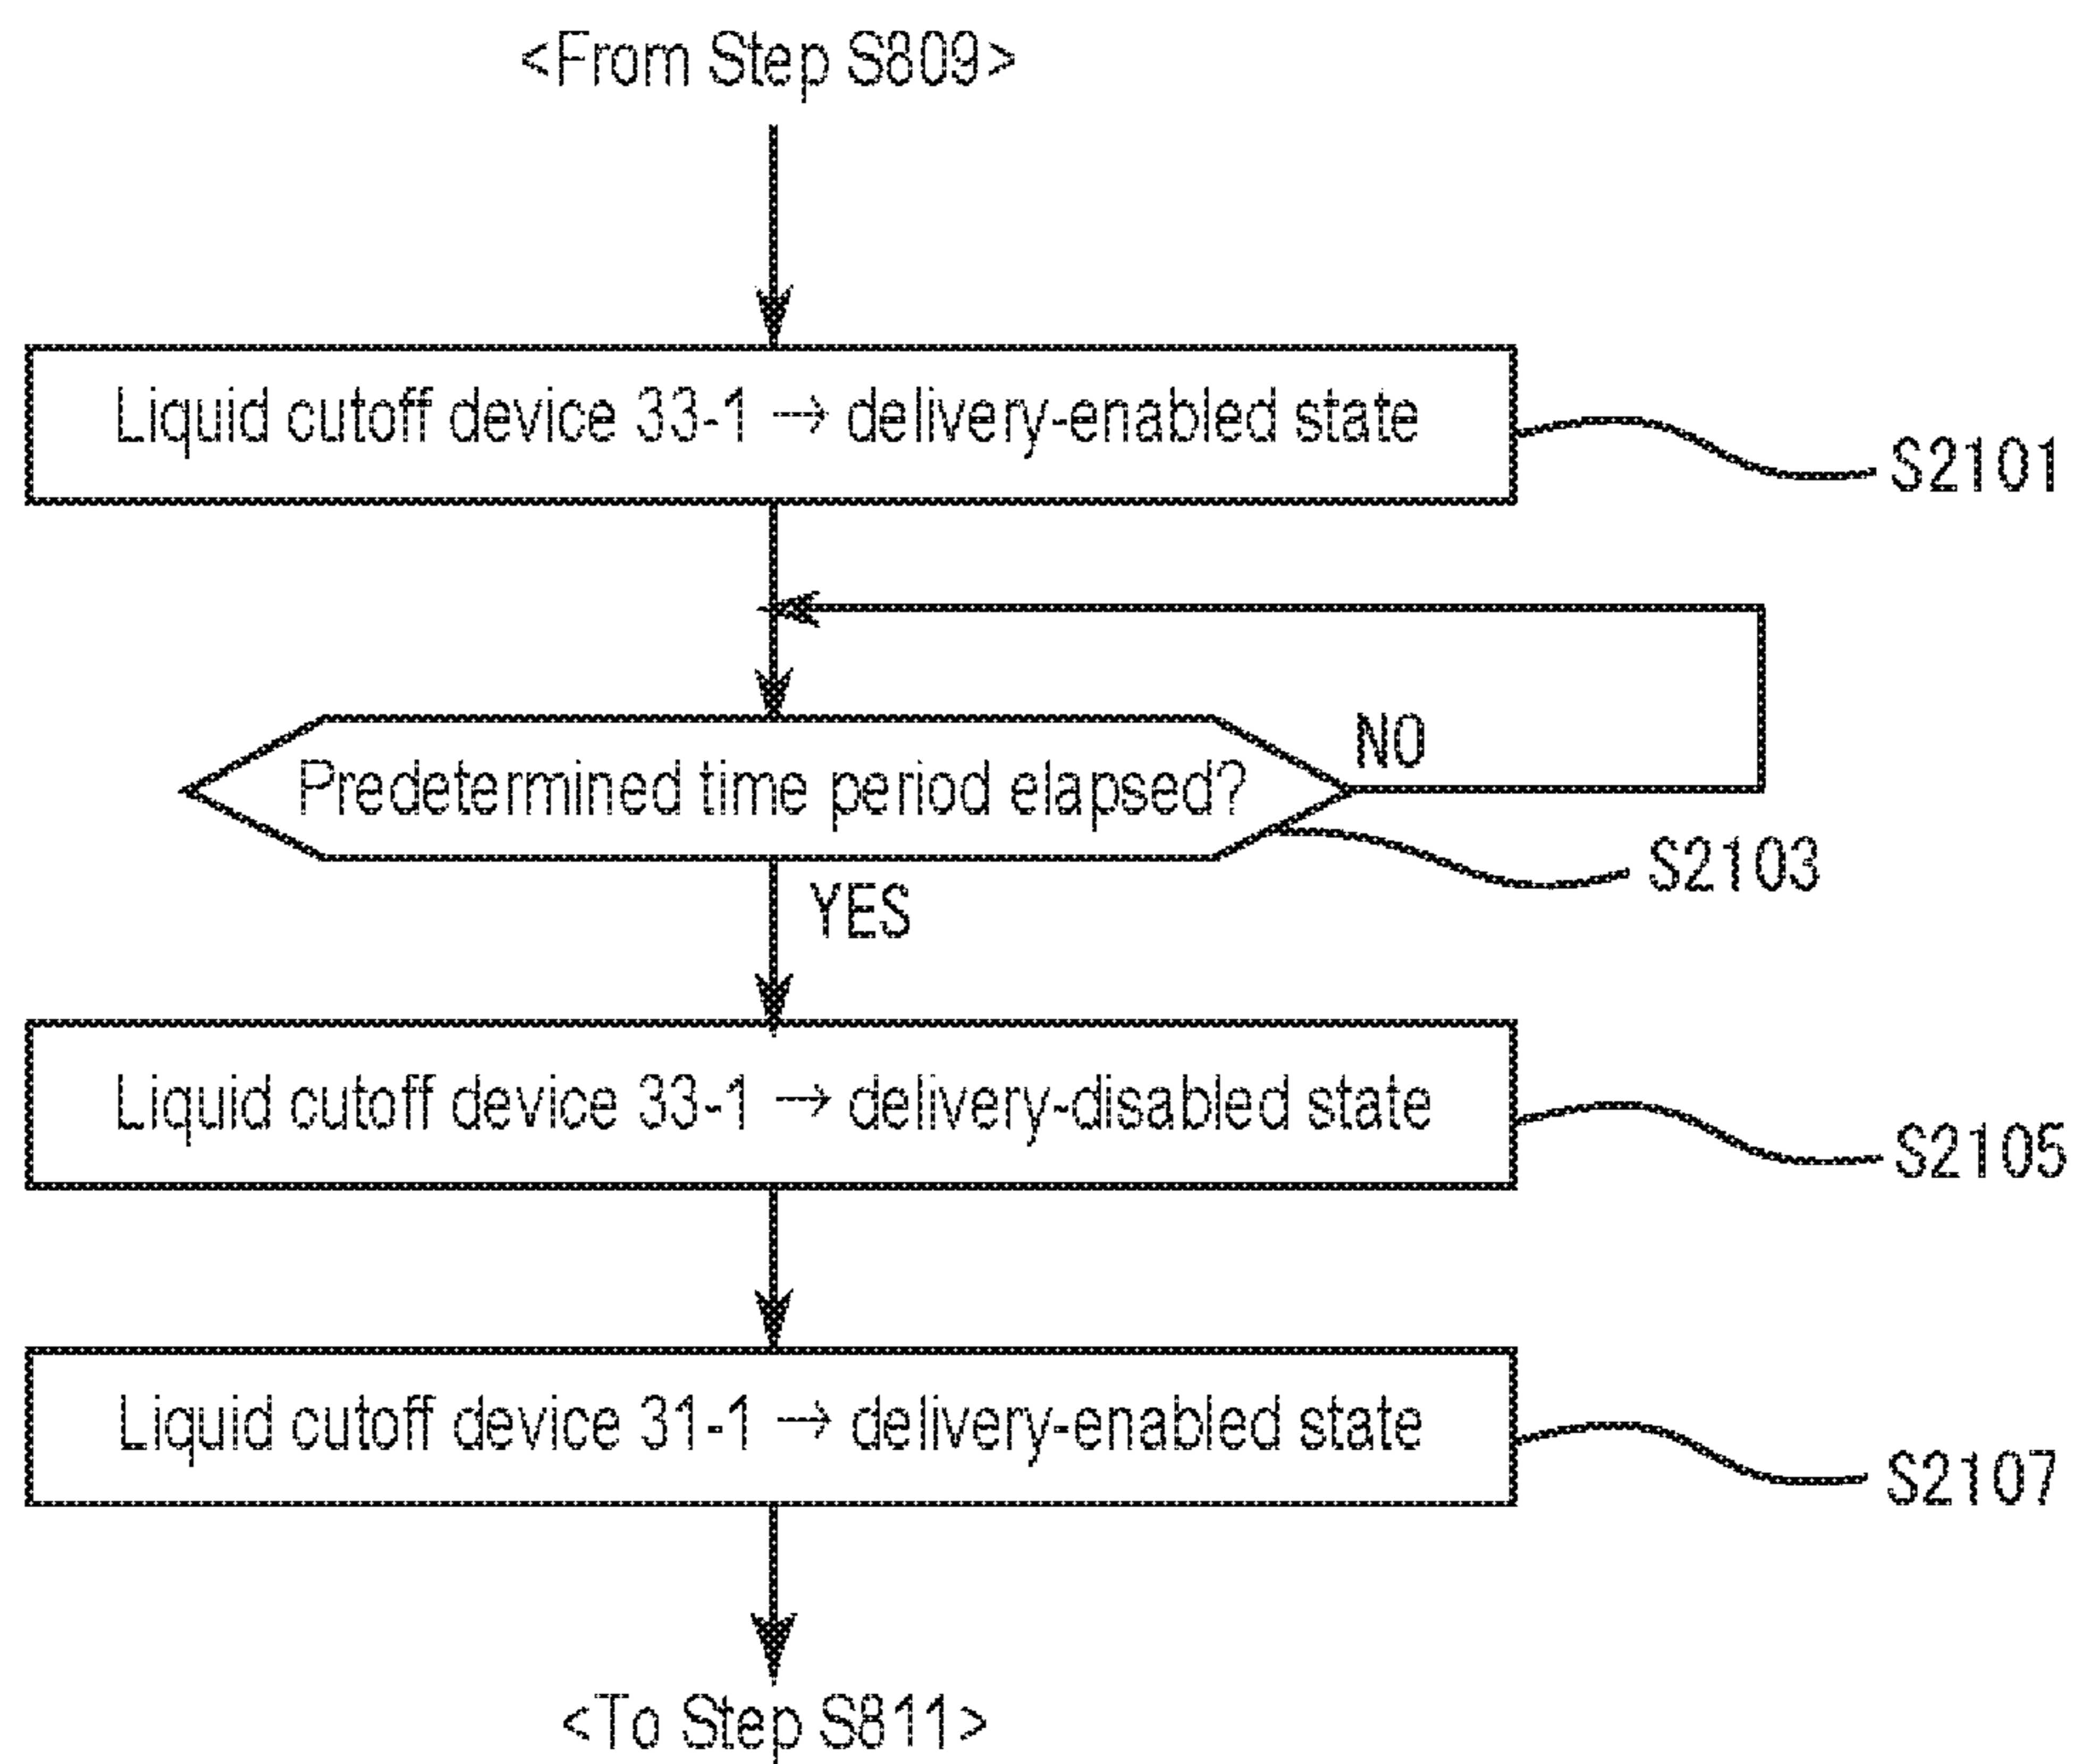 <From Step S809>
Liquid cutoff device 33-1 → delivery-enabled state
S2101
NO
Predetermined time period elapsed?
S2103
YES
Liquid cutoff device 33-1 → delivery-disabled state
S2105
Liquid cutoff device 31-1 → delivery-enabled state
S2107
<To Step S811>